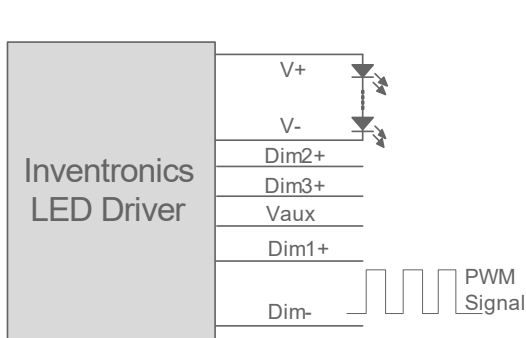 Inventronics
LED Driver
V+
V-
Dim2+
Dim3+
Vaux
Dim1+
Dim-
PWM
Signal